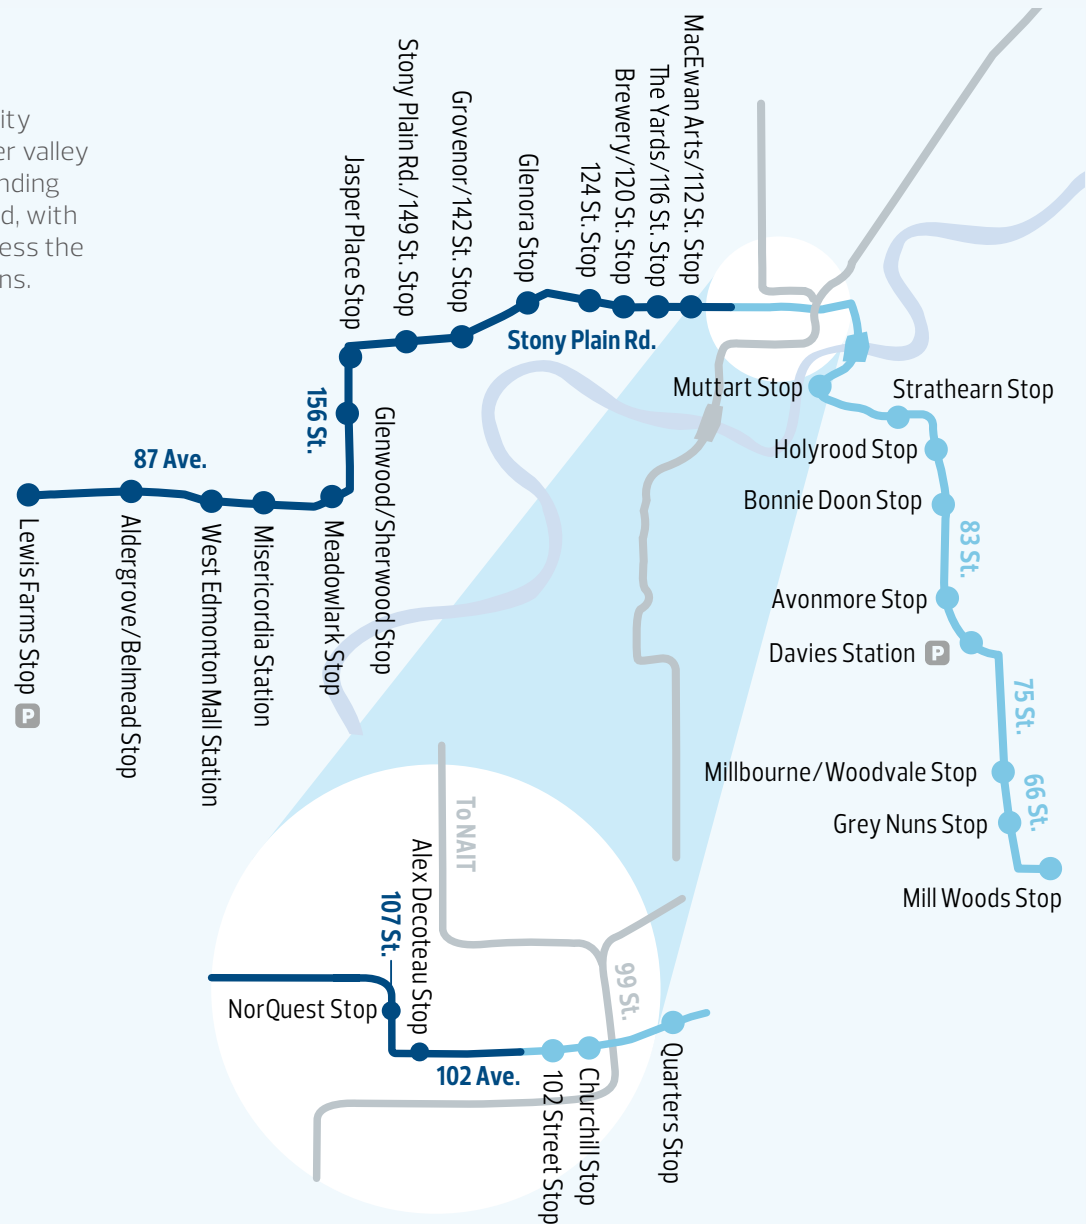 ity
er valley
nding
d, with
ess the
ns.
Lewis Farms Stop P
Aldergrove/Belmead Stop
West Edmonton Mall Station
Misericordia Station
Meadowlark Stop
87 Ave.
Glenwood/Sherwood Stop
156 St.
Jasper Place Stop
Stony Plain Rd./149 St. Stop
Grovenor/142 St. Stop
Glenora Stop
Stony Plain Rd.
124 St. Stop
Brewery/120 St. Stop
The Yards/116 St. Stop
MacEwan Arts/112 St. Stop
Muttart Stop
Strathearn Stop
Holyrood Stop
Bonnie Doon Stop
83 St.
Avonmore Stop
Davies Station P
75 St.
Millbourne/Woodvale Stop
66 St.
Grey Nuns Stop
Mill Woods Stop
To NAIT
107 St.
Alex Decoteau Stop
NorQuest Stop
99 St.
102 Ave.
102 Street Stop
Churchill Stop
Quarters Stop